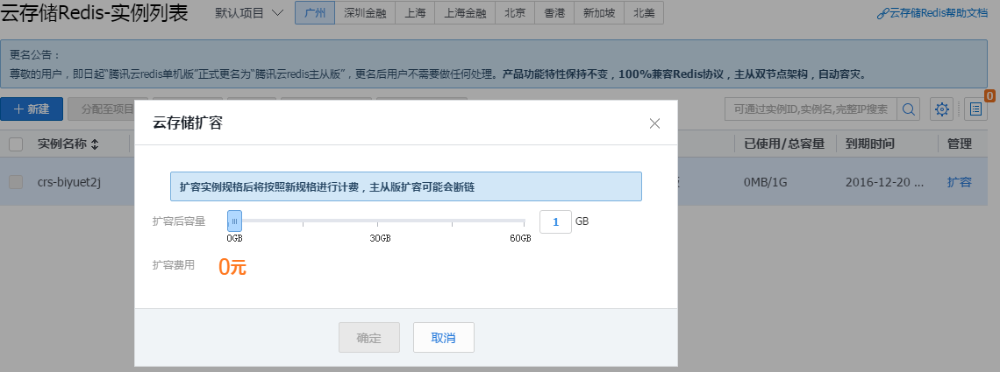 云存储Redis-实例列表
默认项目
广州 深圳金融 上海 上海金融 北京 香港 新加坡 北美
云存储Redis帮助文档
更名公告：
尊敬的用户，即日起“腾讯云redis单机版”正式更名为“腾讯云redis主从版”，更名后用户不需要做任何处理。产品功能特性保持不变，100%兼容Redis协议，主从双节点架构，自动容灾。
+ 新建
分配至项目
可通过实例ID,实例名,完整IP搜索
0
实例名称
已使用/总容量
到期时间
管理
crs-biyuet2j
0MB/1G
2016-12-20 ...
扩容
云存储扩容
扩容实例规格后将按照新规格进行计费，主从版扩容可能会断链
扩容后容量
1 GB
0GB 30GB 60GB
扩容费用
0元
确定
取消